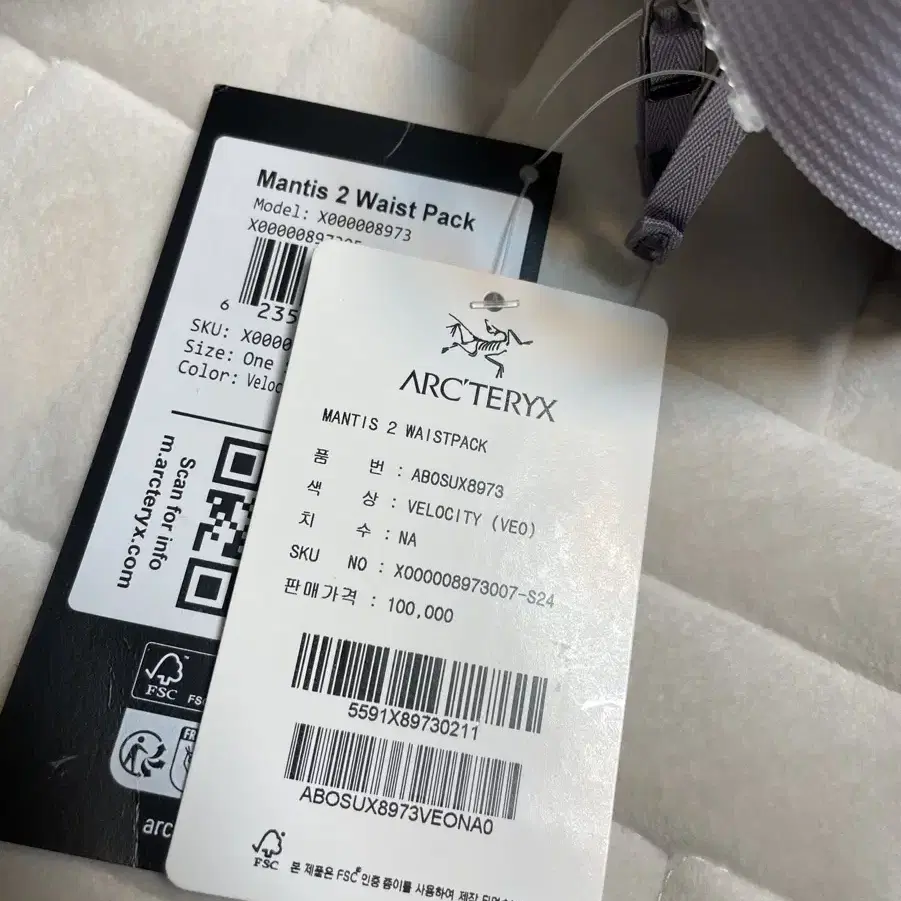 Mantis 2 Waist Pack
Model: X000008973
6 235
SKU: X0000
Size: One
Color: Veloc
Scan for info
m.arcteryx.com
FSC
FR
arc
ARC'TERYX
MANTIS 2 WAISTPACK
품 번 : ABOSUX8973
색 상 : VELOCITY (VEO)
치 수 : NA
SKU NO : X000008973007-S24
판매가격 : 100,000
5591X89730211
ABOSUX8973VEONA0
FSC
본 제품은 FSC® 인증 종이를 사용하여 제작